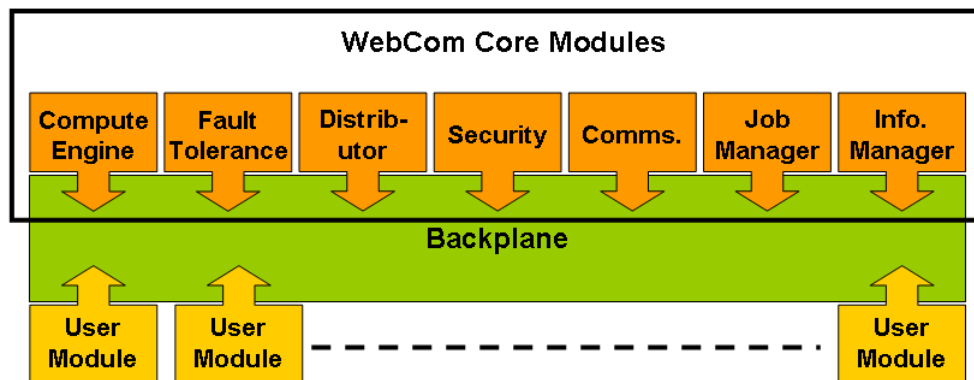 WebCom Core Modules
Compute
Engine
Fault
Tolerance
Distrib-
utor
Security
Comms.
Job
Manager
Info.
Manager
Backplane
User
Module
User
Module
User
Module